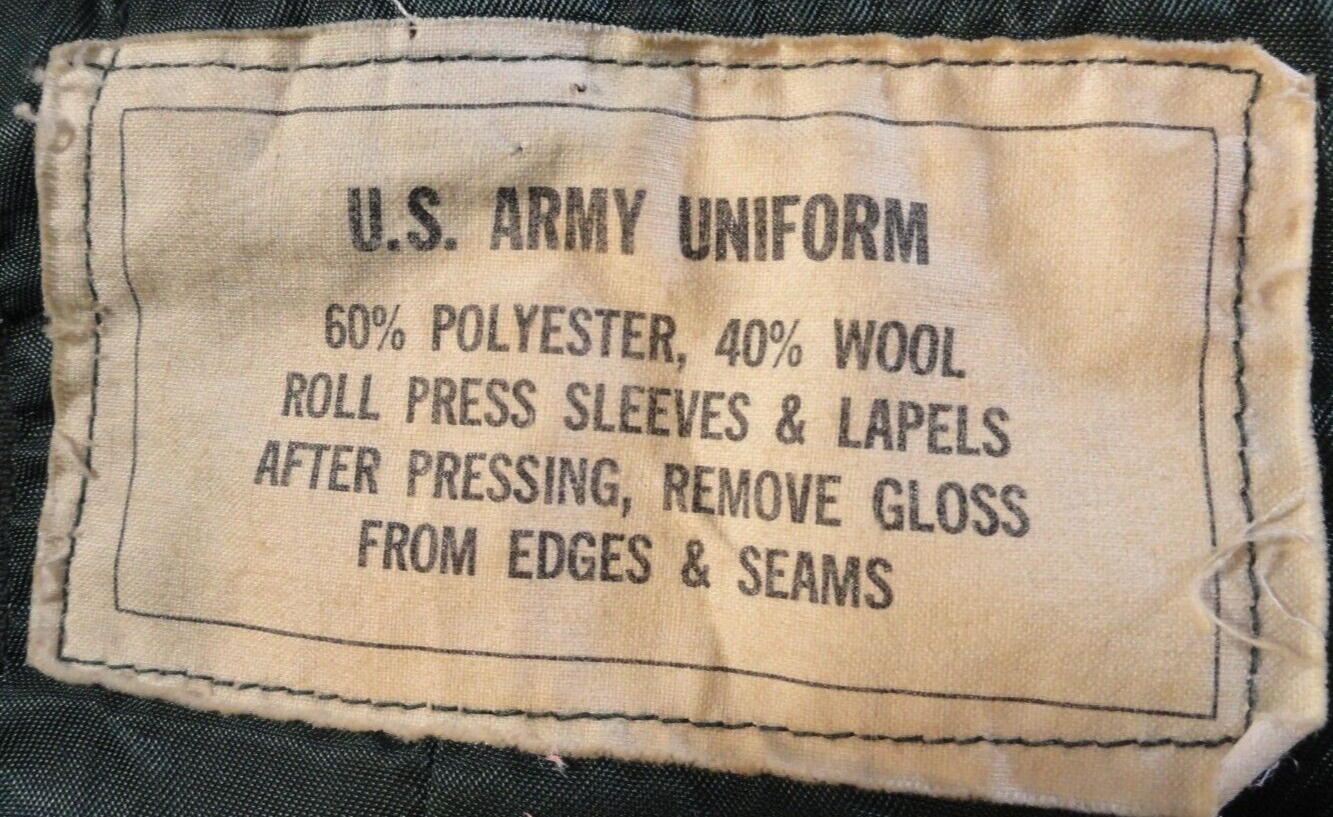 U.S. ARMY UNIFORM
60% POLYESTER, 40% WOOL
ROLL PRESS SLEEVES & LAPELS
AFTER PRESSING, REMOVE GLOSS
FROM EDGES & SEAMS